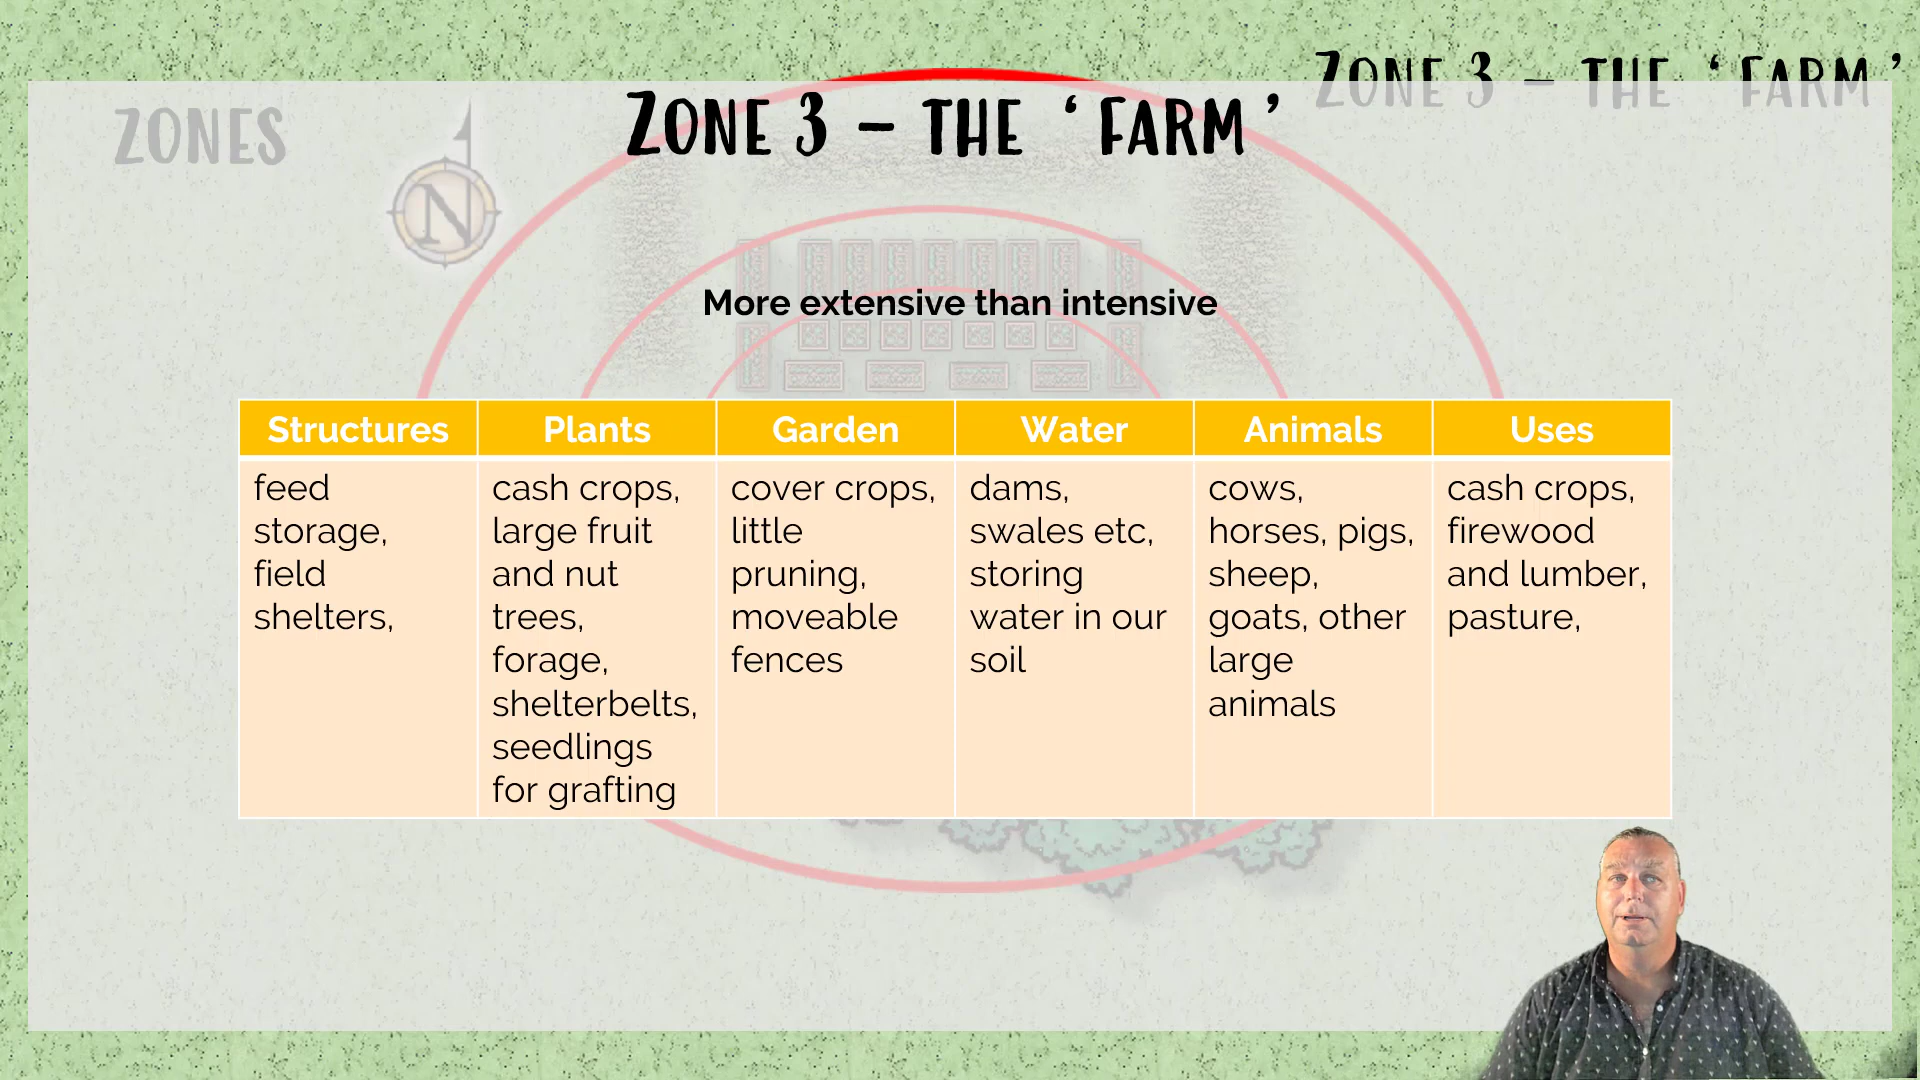 ZONE 3 – THE ‘FARM’
ZONES
ZONE 3 – THE ‘FARM’
N
More extensive than intensive
Structures
Plants
Garden
Water
Animals
Uses
feed
storage,
field
shelters,
cash crops,
large fruit
and nut
trees,
forage,
shelterbelts,
seedlings
for grafting
cover crops,
little
pruning,
moveable
fences
dams,
swales etc,
storing
water in our
soil
cows,
horses, pigs,
sheep,
goats, other
large
animals
cash crops,
firewood
and lumber,
pasture,